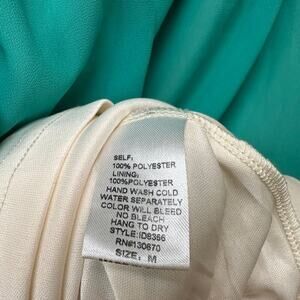 SELF:
100% POLYESTER
LINING:
100%POLYESTER
HAND WASH COLD
WATER SEPARATELY
COLOR WILL BLEED
NO BLEACH
HANG TO DRY
STYLE:ID8366
RN#130670
SIZE: M